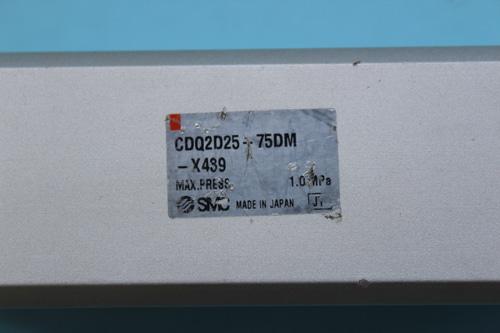 CDQ2D25-75DM
-X439
MAX.PRESS 1.0MPa
SMC MADE IN JAPAN